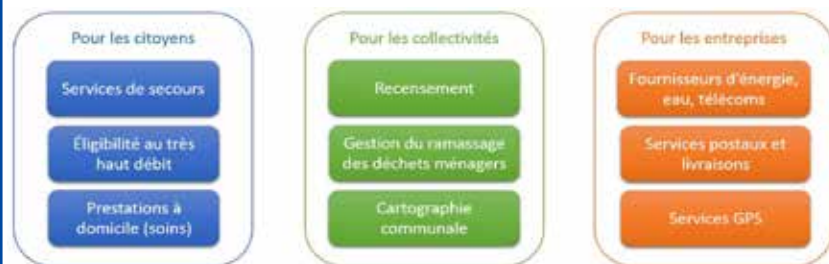 Pour les citoyens
Services de secours
Éligibilité au très
haut débit
Prestations à
domicile (soins)
Pour les collectivités
Recensement
Gestion du ramassage
des déchets ménagers
Cartographie
communale
Pour les entreprises
Fournisseurs d'énergie,
eau, télécoms
Services postaux et
livraisons
Services GPS